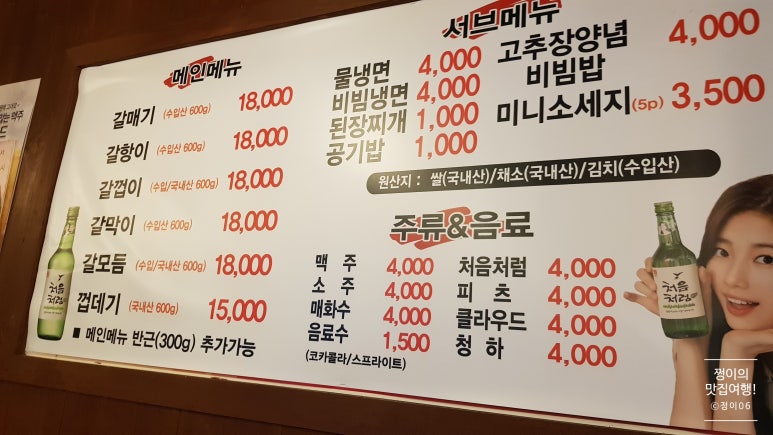 메인메뉴
갈매기 (수입산 600g) 18,000
갈항이 (수입산 600g) 18,000
갈껍이 (수입/국내산 600g) 18,000
갈막이 (수입산 600g) 18,000
갈모듬 (수입/국내산 600g) 18,000
껍데기 (국내산 600g) 15,000
■ 메인메뉴 반근(300g) 추가가능
서브메뉴
물냉면 4,000
비빔냉면 4,000
된장찌개 1,000
공기밥 1,000
고추장양념 4,000
비빔밥
미니소세지(5p) 3,500
원산지 : 쌀(국내산)/채소(국내산)/김치(수입산)
주류&음료
맥 주 4,000
소 주 4,000
매화수 4,000
음료수 1,500
(코카콜라/스프라이트)
처음처럼 4,000
피 츠 4,000
클라우드 4,000
청 하 4,000
처음
처럼
처음
처럼
쩡이의
맛집여행!
©정이06